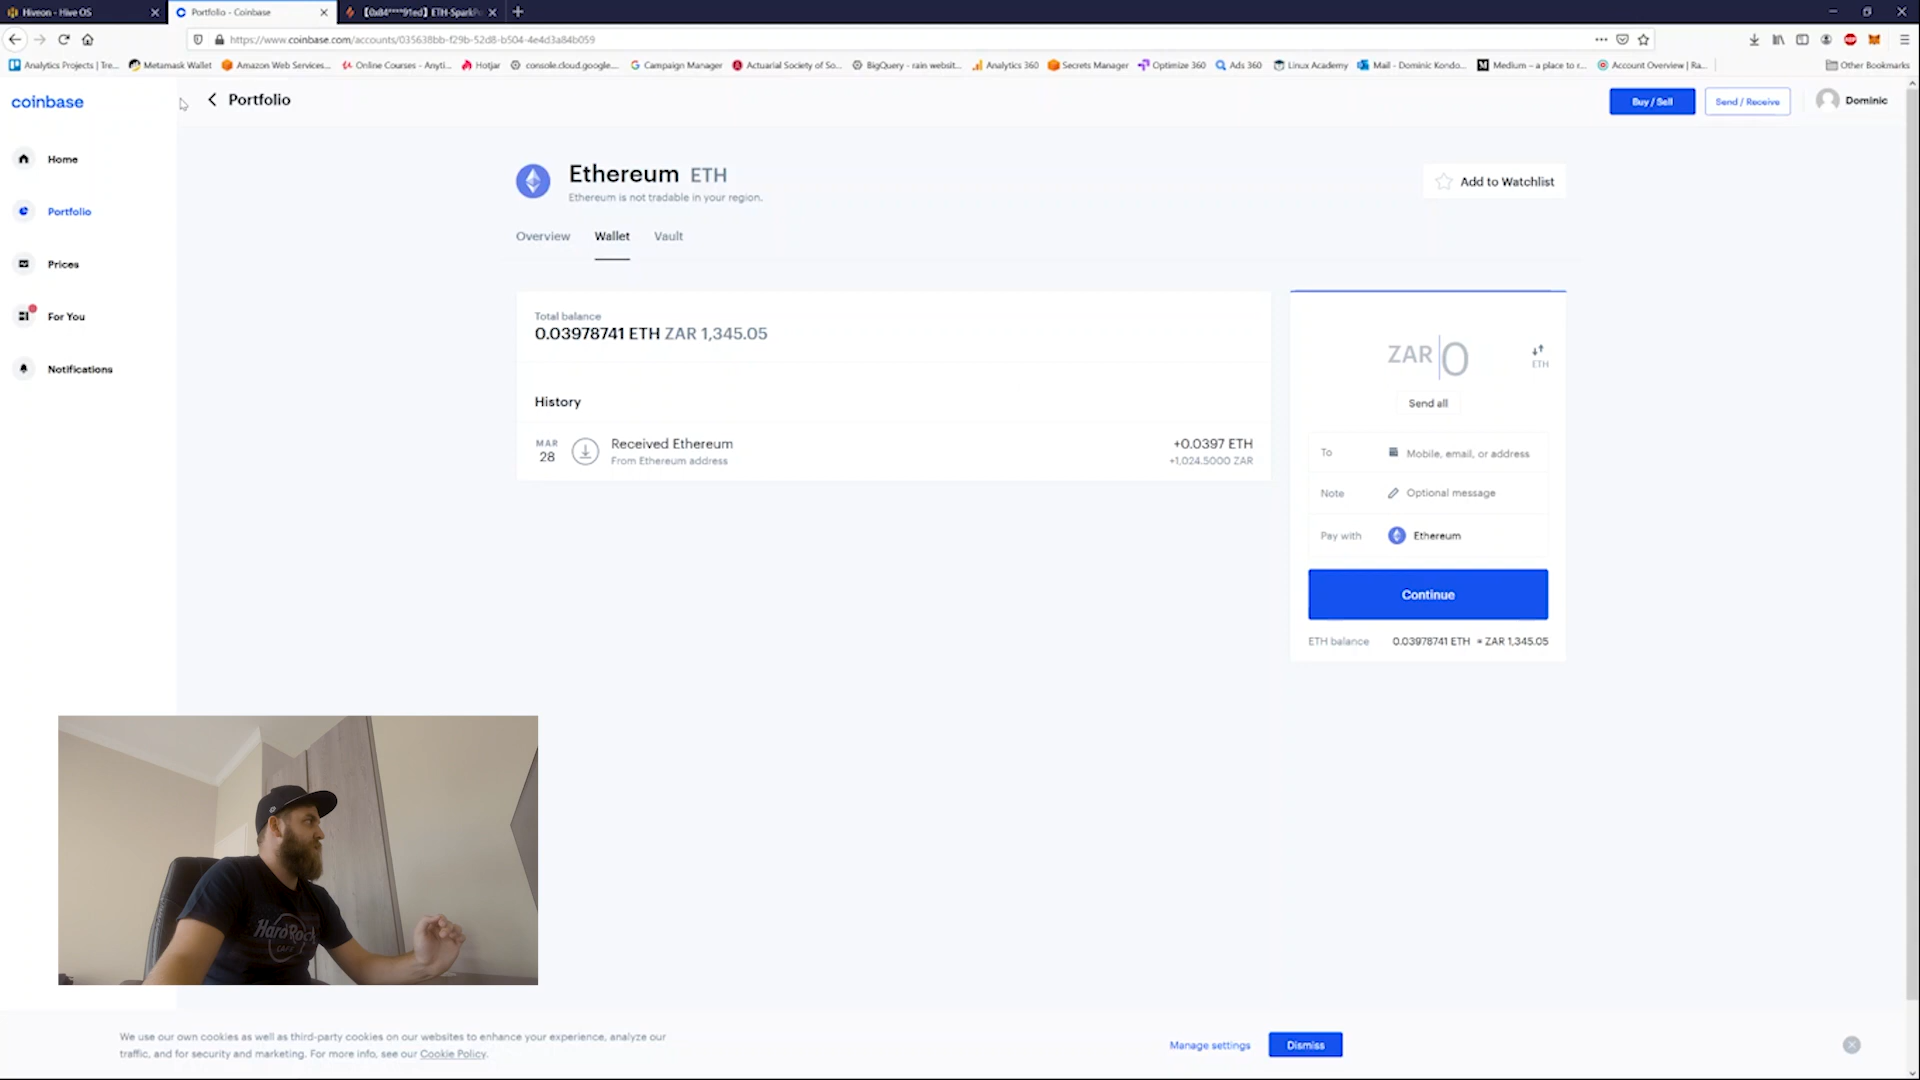 Hiveon - Hive OS
Portfolio - Coinbase
【0x84****91ed】ETH-SparkPo
https://www.coinbase.com/accounts/035638bb-f29b-52d8-b504-4e4d3a84b059
Analytics Projects | Tre...
Metamask Wallet
Amazon Web Services...
Online Courses - Anyti...
Hotjar
console.cloud.google....
Campaign Manager
Actuarial Society of So...
BigQuery - rain websit...
Analytics 360
Secrets Manager
Optimize 360
Ads 360
Linux Academy
Mail - Dominic Kondo...
Medium – a place to r...
Account Overview | Ra...
Other Bookmarks
coinbase
Portfolio
Buy / Sell
Send / Receive
Dominic
Home
Portfolio
Prices
For You
Notifications
Ethereum ETH
Ethereum is not tradable in your region.
Add to Watchlist
Overview
Wallet
Vault
Total balance
0.03978741 ETH ZAR 1,345.05
History
MAR
28
Received Ethereum
From Ethereum address
+0.0397 ETH
+1,024.5000 ZAR
ZAR 0
ETH
Send all
To
Mobile, email, or address
Note
Optional message
Pay with
Ethereum
Continue
ETH balance
0.03978741 ETH ≈ ZAR 1,345.05
Hard Rock
CAFE
We use our own cookies as well as third-party cookies on our websites to enhance your experience, analyze our
traffic, and for security and marketing. For more info, see our Cookie Policy.
Manage settings
Dismiss